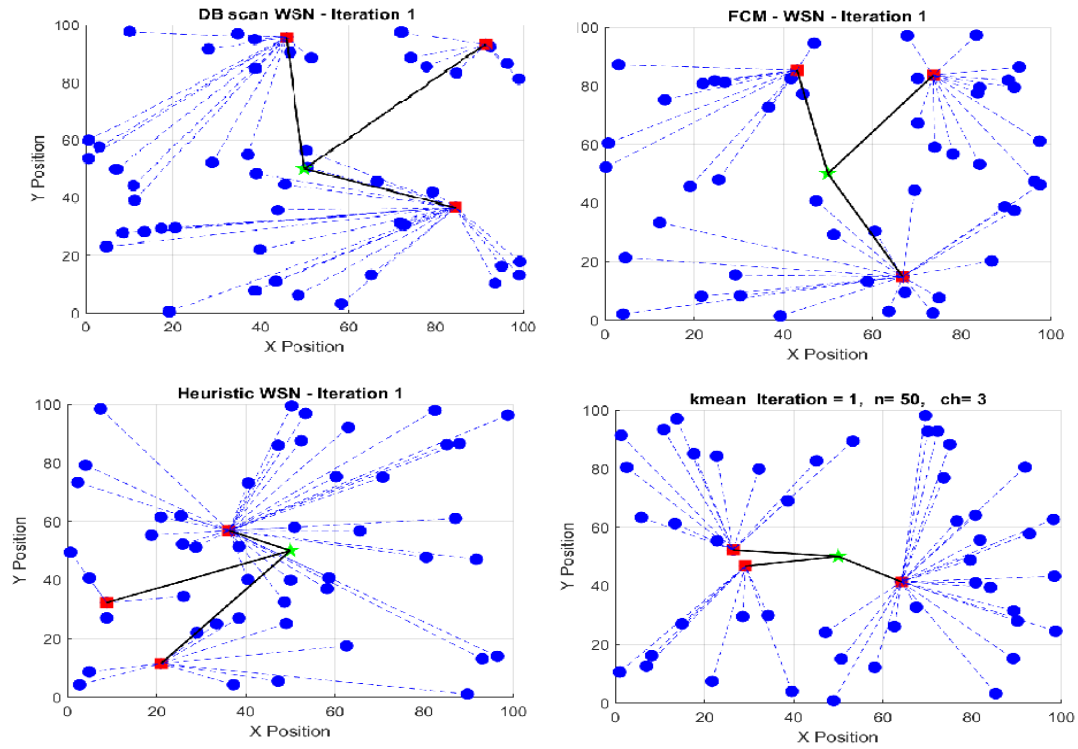 DB scan WSN - Iteration 1
100
80
60
40
20
0
Y Position
0 20 40 60 80 100
X Position
FCM - WSN - Iteration 1
100
80
60
40
20
0
Y Position
0 20 40 60 80 100
X Position
Heuristic WSN - Iteration 1
100
80
60
40
20
0
Y Position
0 20 40 60 80 100
X Position
kmean Iteration = 1, n= 50, ch= 3
100
80
60
40
20
0
Y Position
0 20 40 60 80 100
X Position